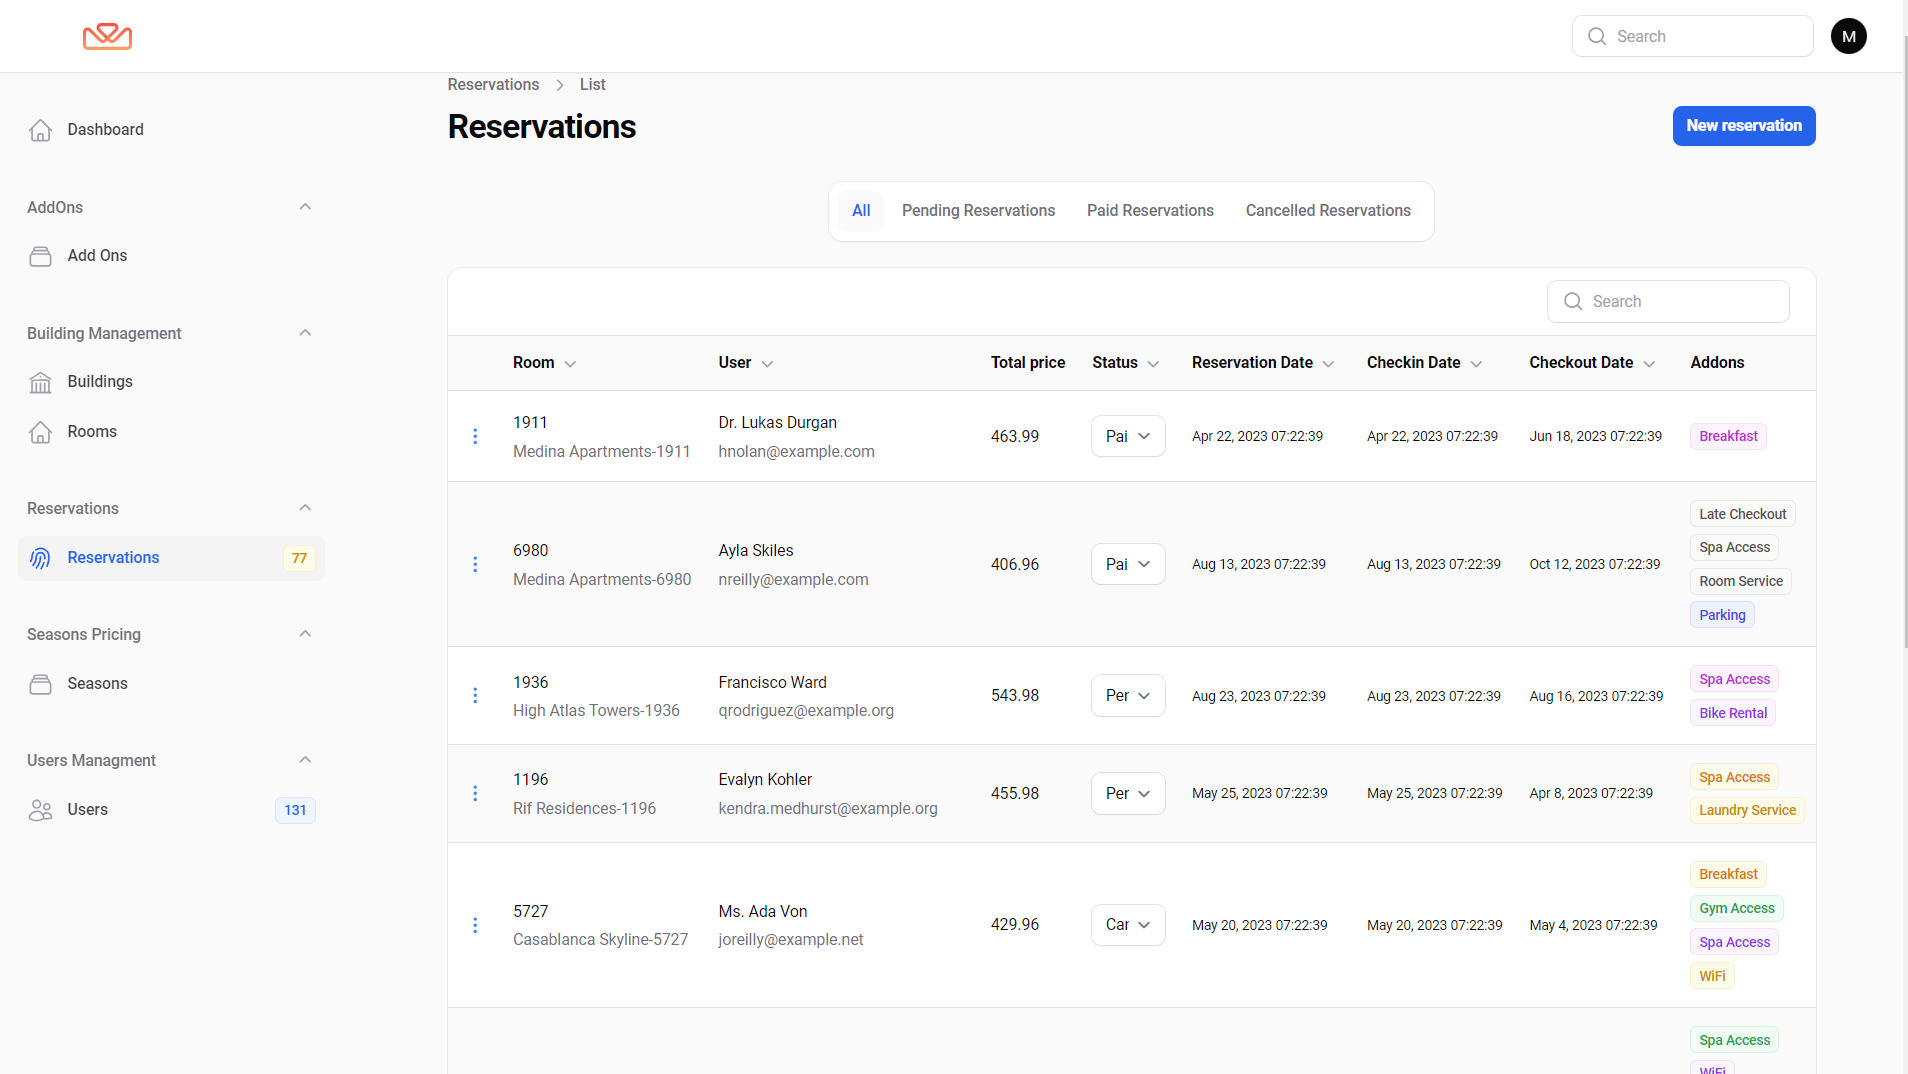 Search
M
Reservations
List
Reservations
New reservation
Dashboard
AddOns
Add Ons
Building Management
Buildings
Rooms
Reservations
Reservations 77
Seasons Pricing
Seasons
Users Managment
Users 131
All Pending Reservations Paid Reservations Cancelled Reservations
Search
Room User Total price Status Reservation Date Checkin Date Checkout Date Addons
1911
Medina Apartments-1911
Dr. Lukas Durgan
hnolan@example.com
463.99
Pai
Apr 22, 2023 07:22:39
Apr 22, 2023 07:22:39
Jun 18, 2023 07:22:39
Breakfast
6980
Medina Apartments-6980
Ayla Skiles
nreilly@example.com
406.96
Pai
Aug 13, 2023 07:22:39
Aug 13, 2023 07:22:39
Oct 12, 2023 07:22:39
Late Checkout
Spa Access
Room Service
Parking
1936
High Atlas Towers-1936
Francisco Ward
qrodriguez@example.org
543.98
Per
Aug 23, 2023 07:22:39
Aug 23, 2023 07:22:39
Aug 16, 2023 07:22:39
Spa Access
Bike Rental
1196
Rif Residences-1196
Evalyn Kohler
kendra.medhurst@example.org
455.98
Per
May 25, 2023 07:22:39
May 25, 2023 07:22:39
Apr 8, 2023 07:22:39
Spa Access
Laundry Service
5727
Casablanca Skyline-5727
Ms. Ada Von
joreilly@example.net
429.96
Car
May 20, 2023 07:22:39
May 20, 2023 07:22:39
May 4, 2023 07:22:39
Breakfast
Gym Access
Spa Access
WiFi
Spa Access
WiFi